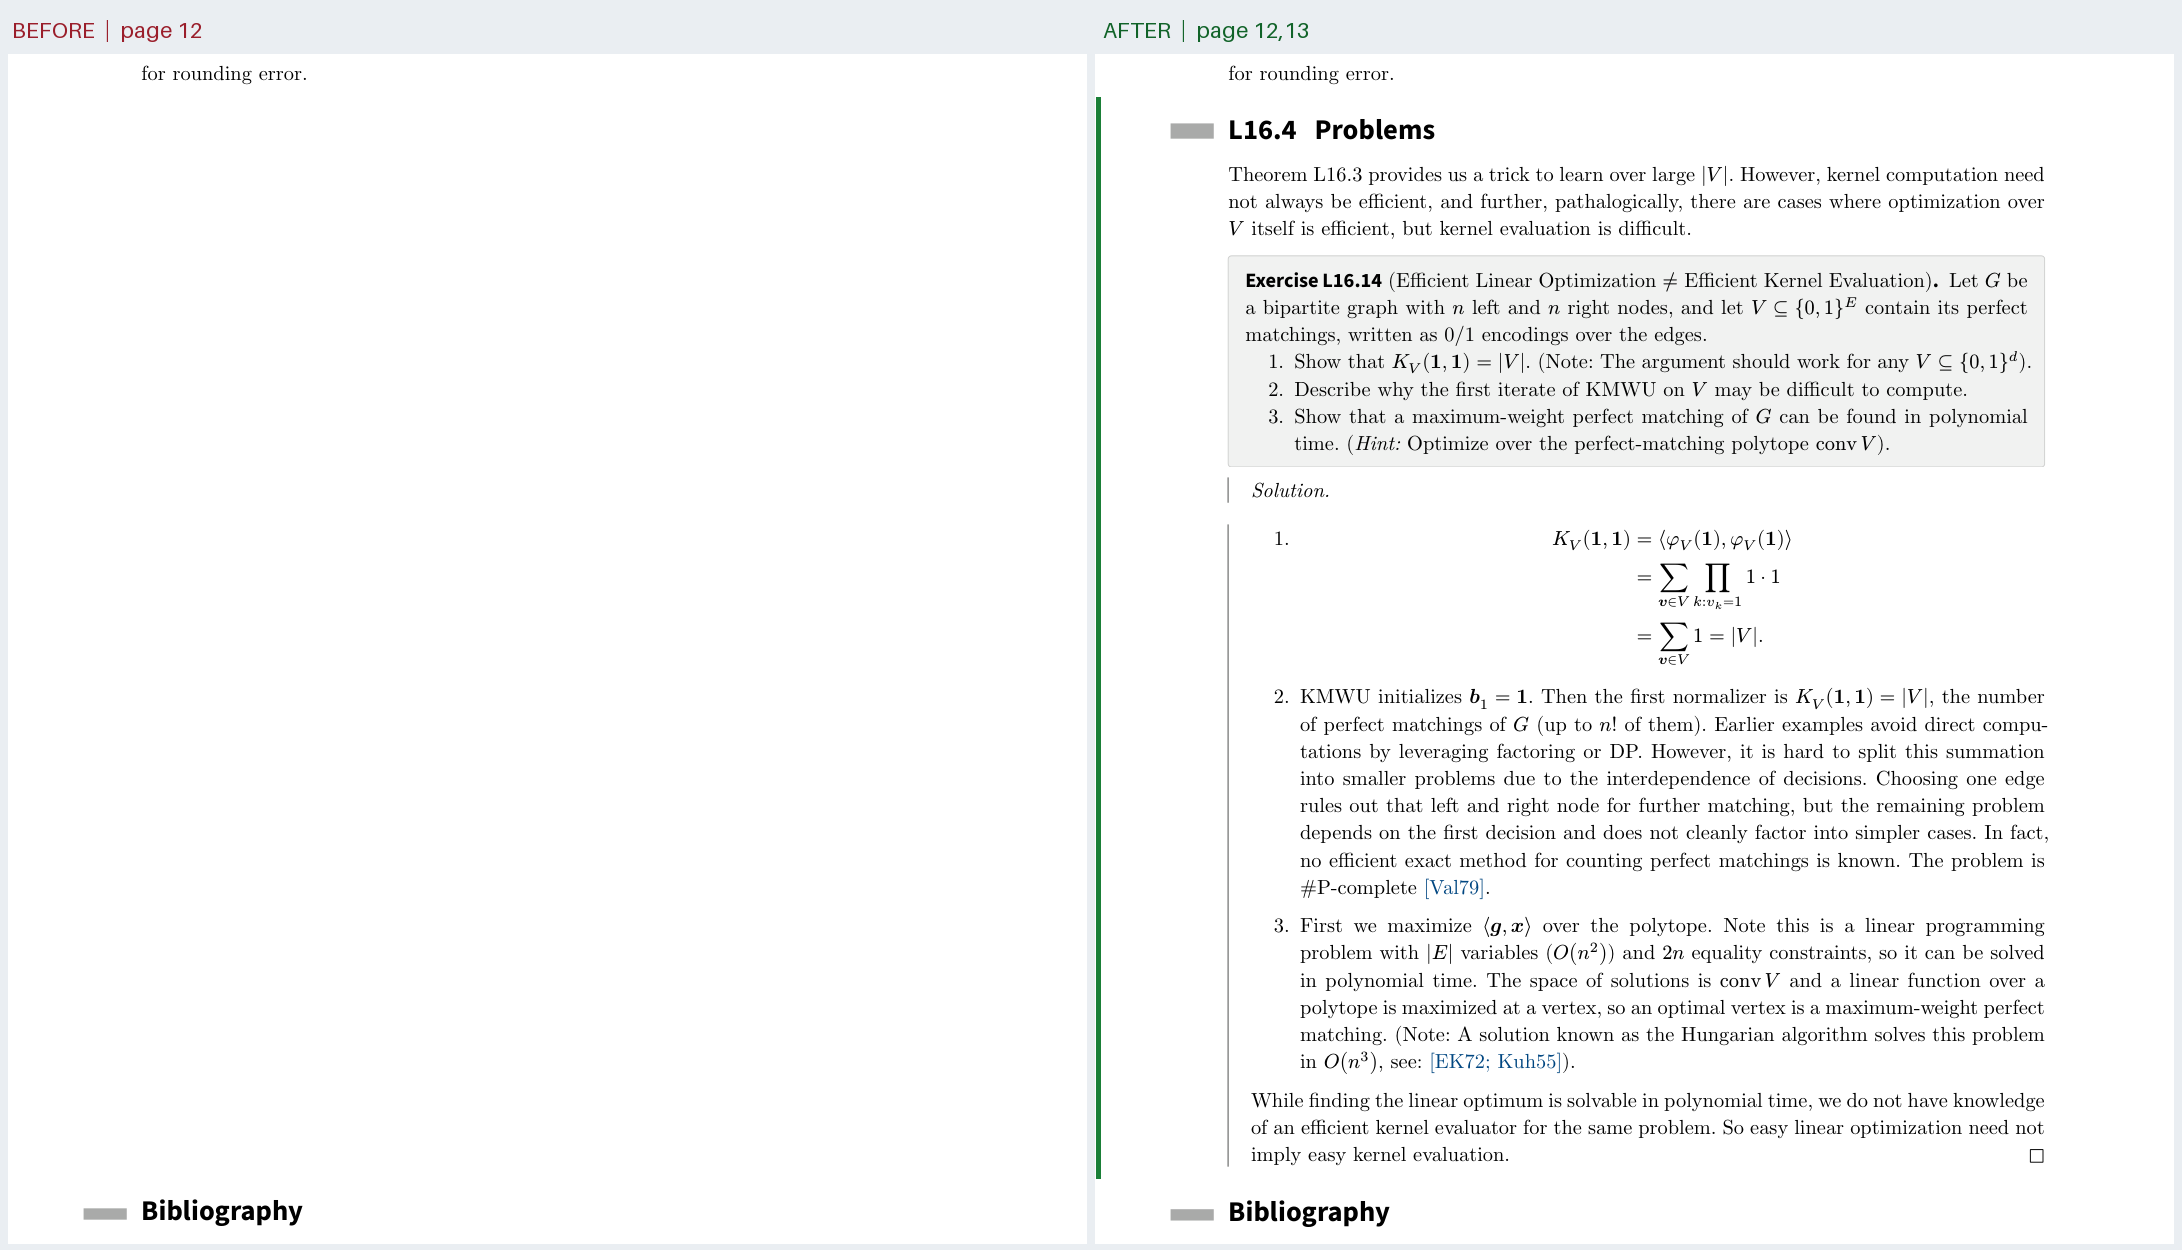 BEFORE | page 12
for rounding error.
Bibliography
AFTER | page 12,13
for rounding error.
L16.4 Problems
Theorem L16.3 provides us a trick to learn over large |V|. However, kernel computation need
not always be efficient, and further, pathalogically, there are cases where optimization over
V itself is efficient, but kernel evaluation is difficult.
Exercise L16.14 (Efficient Linear Optimization ≠ Efficient Kernel Evaluation). Let G be
a bipartite graph with n left and n right nodes, and let V ⊆ {0, 1}^E contain its perfect
matchings, written as 0/1 encodings over the edges.
1. Show that K_V(1, 1) = |V|. (Note: The argument should work for any V ⊆ {0, 1}^d).
2. Describe why the first iterate of KMWU on V may be difficult to compute.
3. Show that a maximum-weight perfect matching of G can be found in polynomial
time. (Hint: Optimize over the perfect-matching polytope conv V).
Solution.
1. K_V(1, 1) = ⟨φ_V(1), φ_V(1)⟩
= ∑_{v∈V} ∏_{k:v_k=1} 1 · 1
= ∑_{v∈V} 1 = |V|.
2. KMWU initializes b_1 = 1. Then the first normalizer is K_V(1, 1) = |V|, the number
of perfect matchings of G (up to n! of them). Earlier examples avoid direct compu-
tations by leveraging factoring or DP. However, it is hard to split this summation
into smaller problems due to the interdependence of decisions. Choosing one edge
rules out that left and right node for further matching, but the remaining problem
depends on the first decision and does not cleanly factor into simpler cases. In fact,
no efficient exact method for counting perfect matchings is known. The problem is
#P-complete [Val79].
3. First we maximize ⟨g, x⟩ over the polytope. Note this is a linear programming
problem with |E| variables (O(n²)) and 2n equality constraints, so it can be solved
in polynomial time. The space of solutions is conv V and a linear function over a
polytope is maximized at a vertex, so an optimal vertex is a maximum-weight perfect
matching. (Note: A solution known as the Hungarian algorithm solves this problem
in O(n³), see: [EK72; Kuh55]).
While finding the linear optimum is solvable in polynomial time, we do not have knowledge
of an efficient kernel evaluator for the same problem. So easy linear optimization need not
imply easy kernel evaluation. □
Bibliography